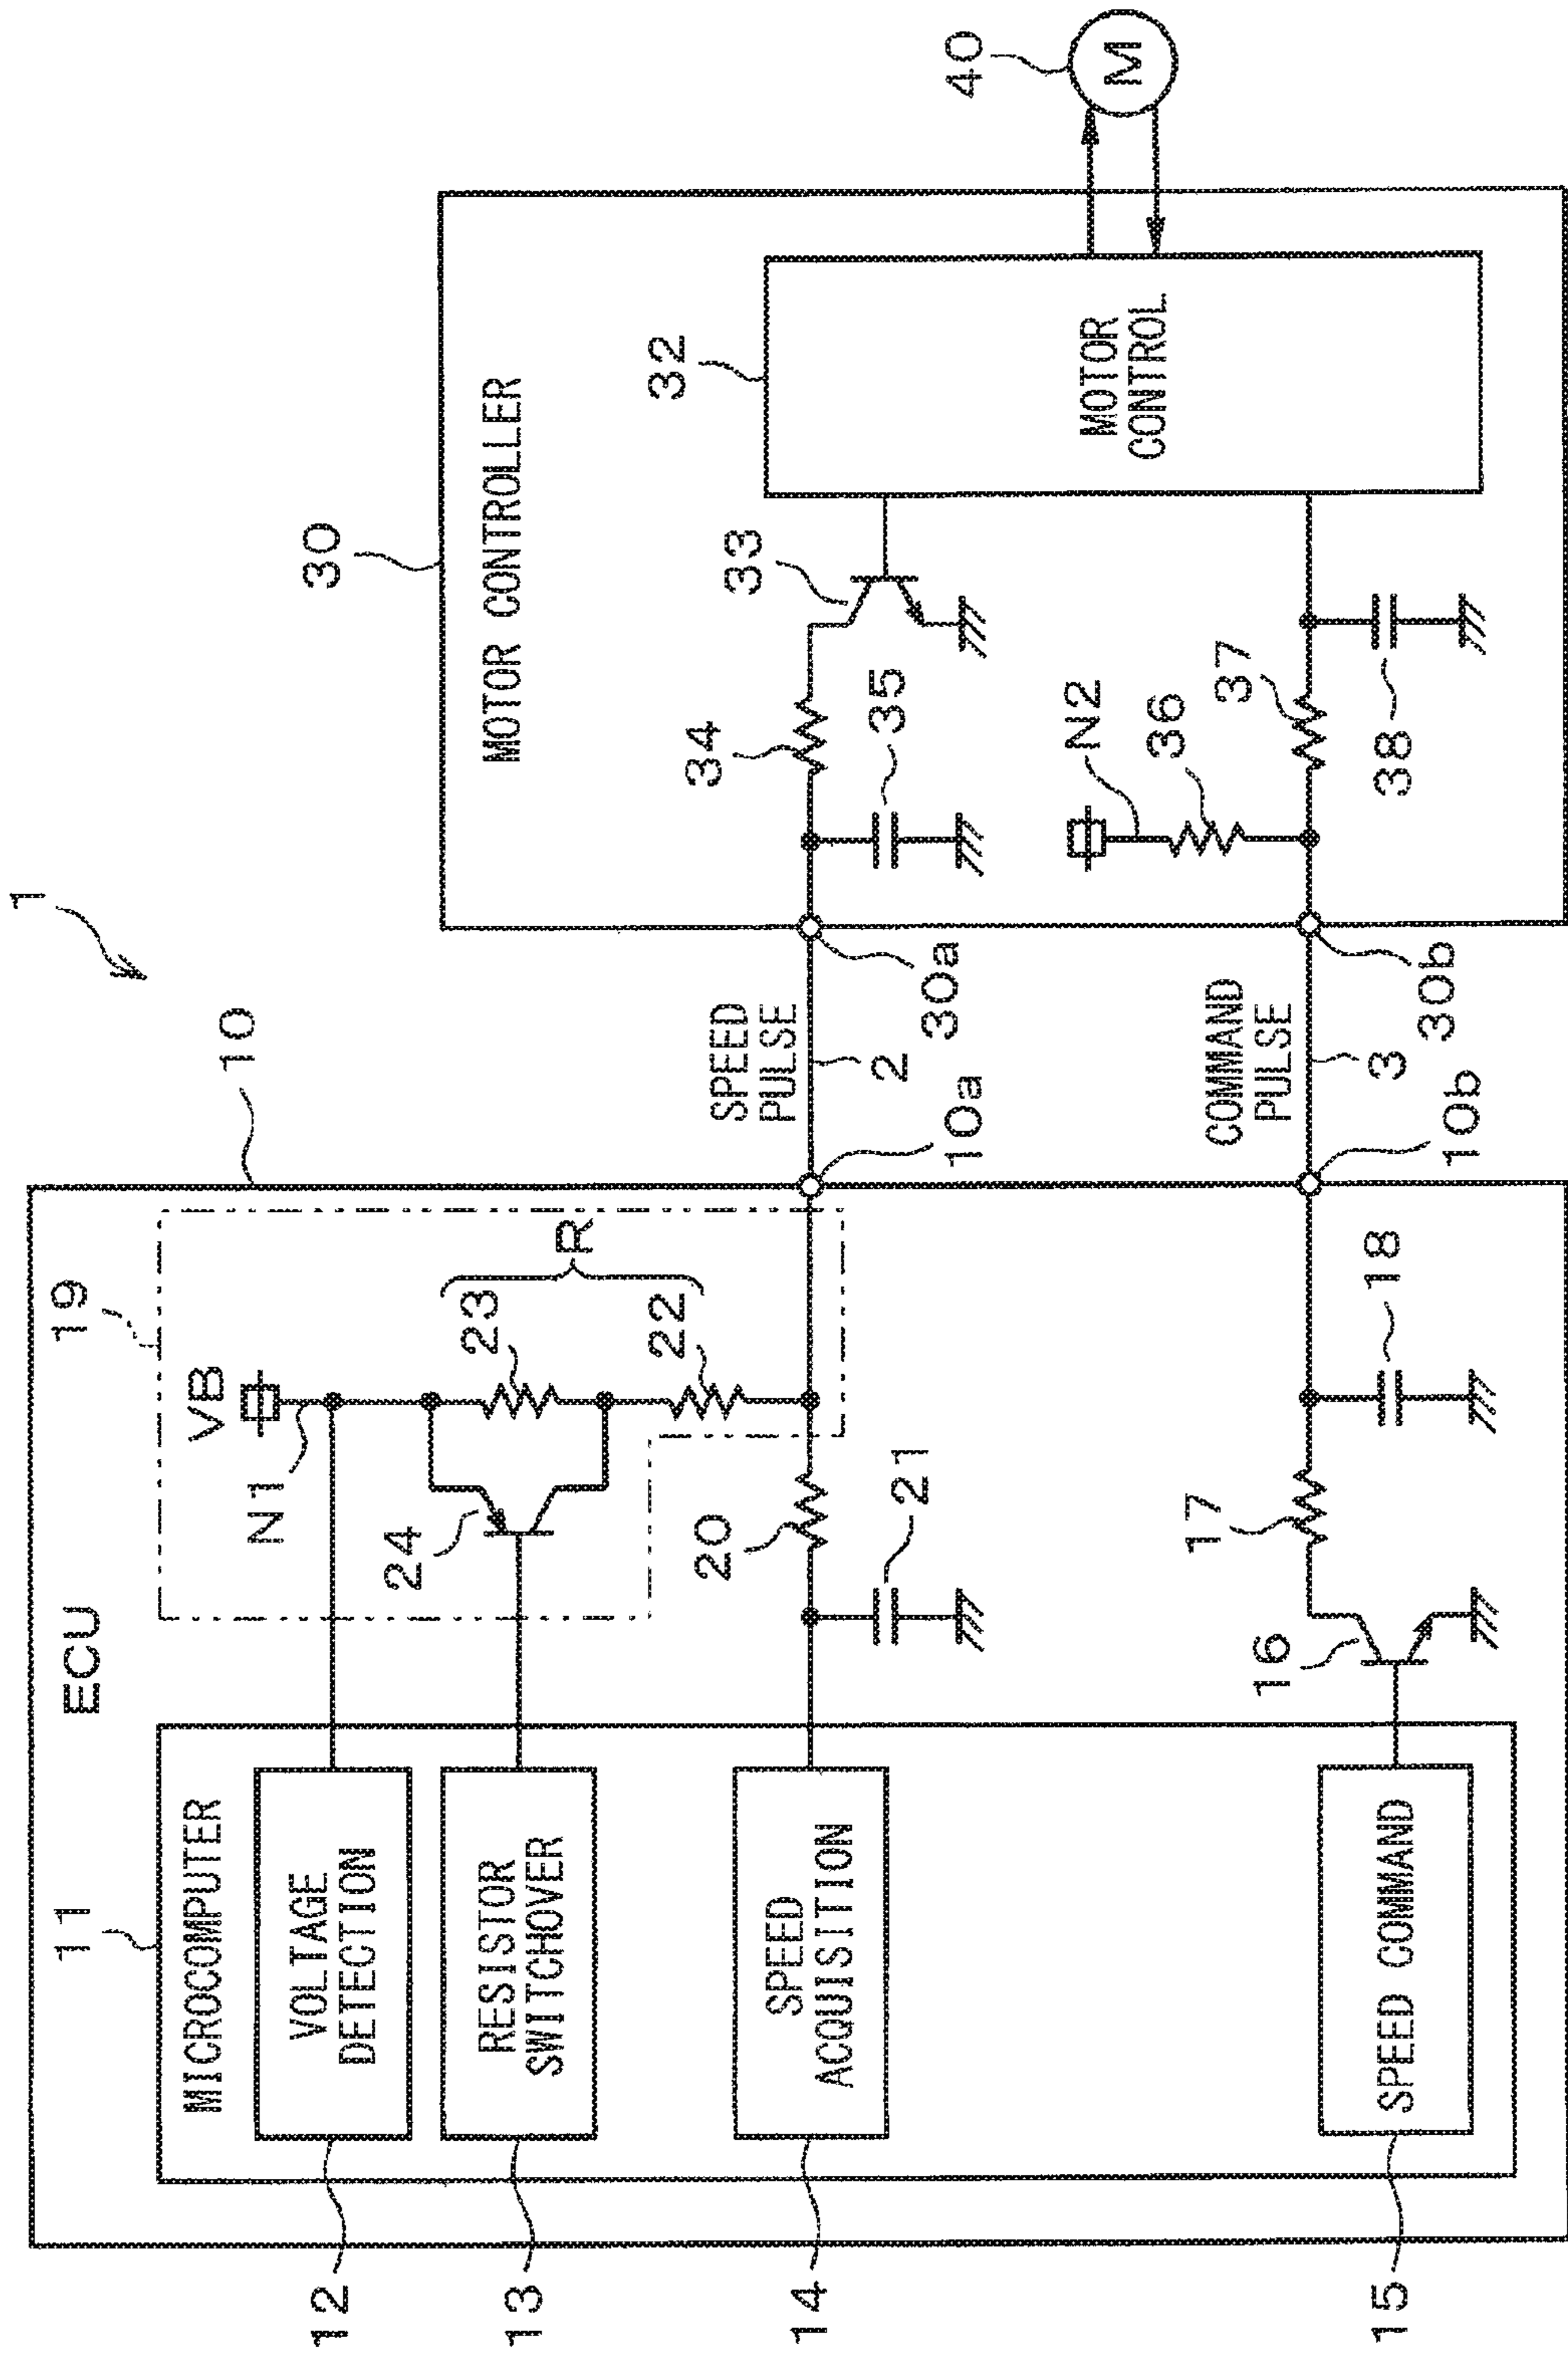 1
ECU
10
11
MICROCOMPUTER
12
VOLTAGE
DETECTION
13
RESISTOR
SWITCHOVER
14
SPEED
ACQUISITION
15
SPEED COMMAND
19
VB
N1
24
23
22
R
20
21
16
17
18
10a
10b
SPEED
PULSE
2
COMMAND
PULSE
3
30a
30b
30
MOTOR CONTROLLER
34
35
33
N2
36
37
38
32
MOTOR
CONTROL
40
M